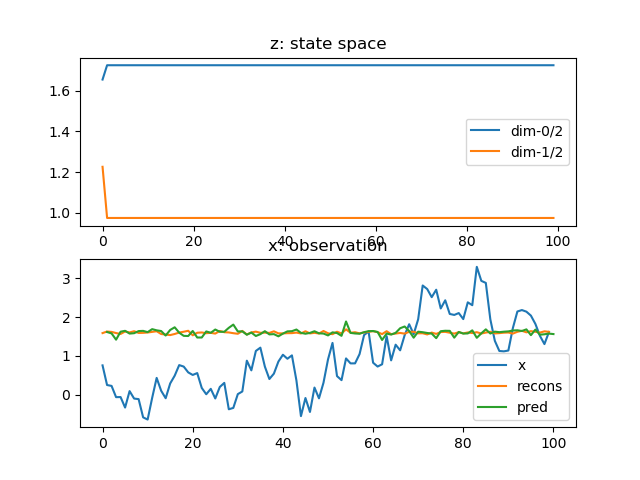 z: state space
1.6
1.4
1.2
1.0
dim-0/2
dim-1/2
0 20 40 60 80 100
x: observation
3
2
1
0
x
recons
pred
0 20 40 60 80 100